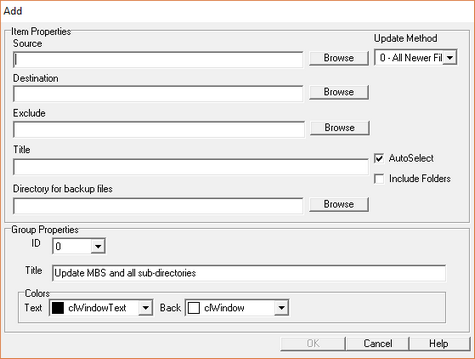 Add
Item Properties
Source
Update Method
Browse
0 - All Newer Fil
Destination
Browse
Exclude
Browse
Title
AutoSelect
Include Folders
Directory for backup files
Browse
Group Properties
ID 0
Title Update MBS and all sub-directories
Colors
Text clWindowText Back clWindow
OK Cancel Help